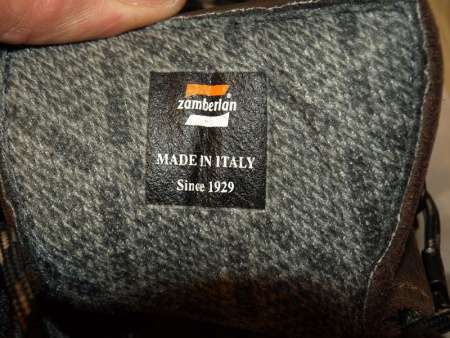 zamberlan®
MADE IN ITALY
Since 1929